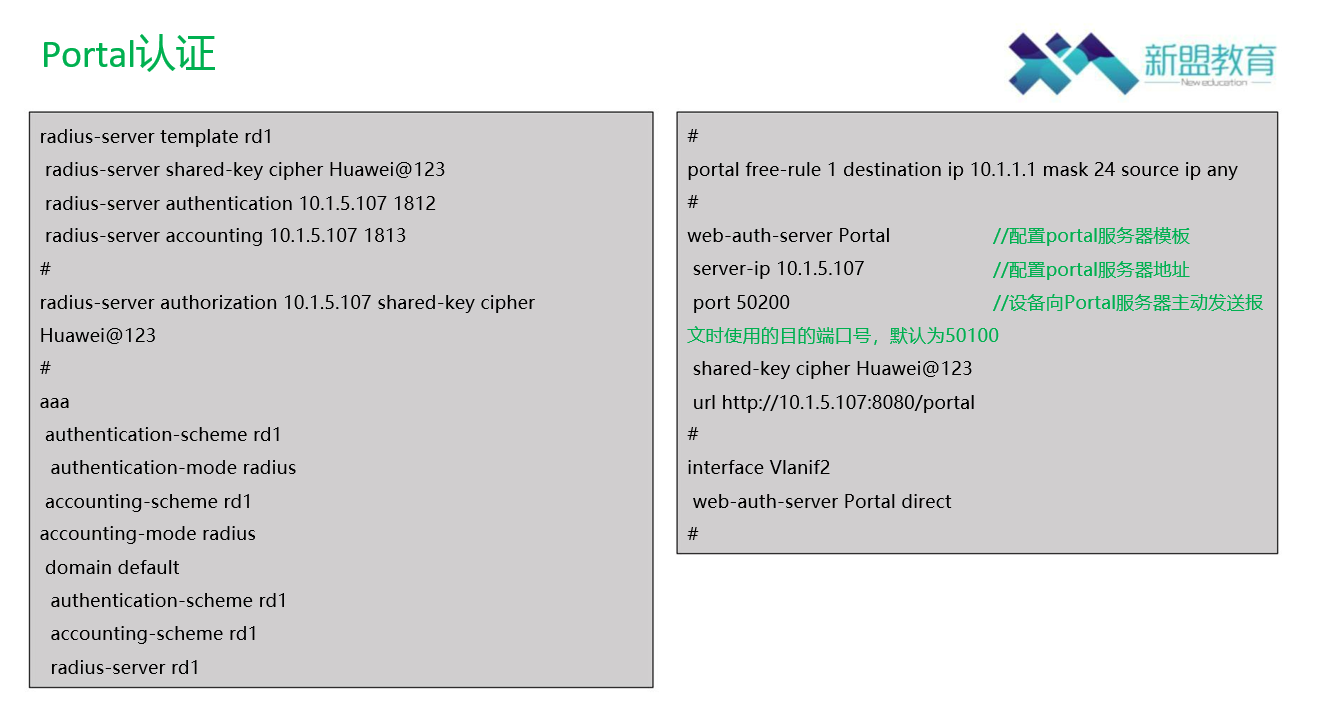 Portal认证
新盟教育
New education
radius-server template rd1
radius-server shared-key cipher Huawei@123
radius-server authentication 10.1.5.107 1812
radius-server accounting 10.1.5.107 1813
#
radius-server authorization 10.1.5.107 shared-key cipher
Huawei@123
#
aaa
authentication-scheme rd1
authentication-mode radius
accounting-scheme rd1
accounting-mode radius
domain default
authentication-scheme rd1
accounting-scheme rd1
radius-server rd1
#
portal free-rule 1 destination ip 10.1.1.1 mask 24 source ip any
#
web-auth-server Portal //配置portal服务器模板
server-ip 10.1.5.107 //配置portal服务器地址
port 50200 //设备向Portal服务器主动发送报
文时使用的目的端口号，默认为50100
shared-key cipher Huawei@123
url http://10.1.5.107:8080/portal
#
interface Vlanif2
web-auth-server Portal direct
#